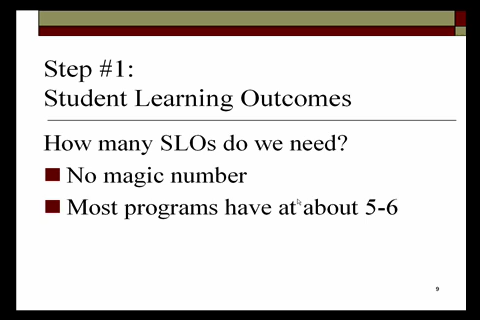 Step #1:
Student Learning Outcomes
How many SLOs do we need?
No magic number
Most programs have at about 5-6
9